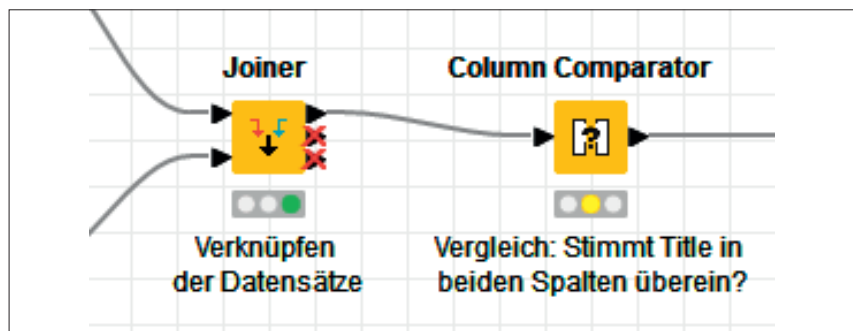 Joiner
Column Comparator
?
Verknüpfen
der Datensätze
Vergleich: Stimmt Title in
beiden Spalten überein?